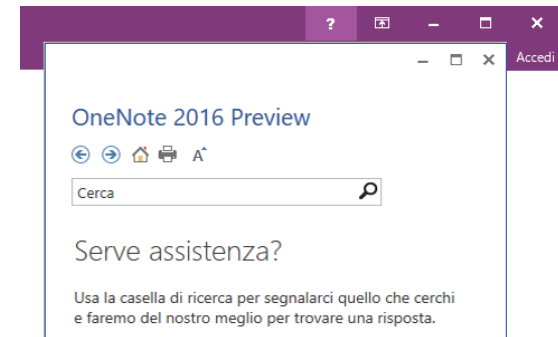 ?
Accedi
OneNote 2016 Preview
A
Cerca
Serve assistenza?
Usa la casella di ricerca per segnalarci quello che cerchi
e faremo del nostro meglio per trovare una risposta.